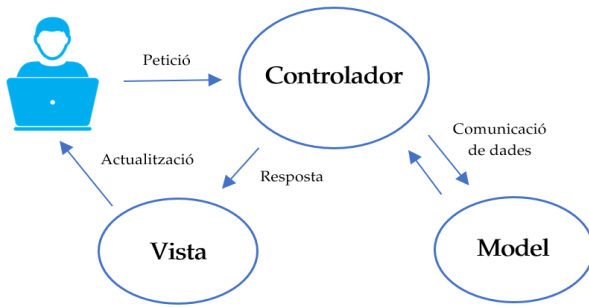 Petició
Controlador
Comunicació
de dades
Actualització
Resposta
Vista
Model